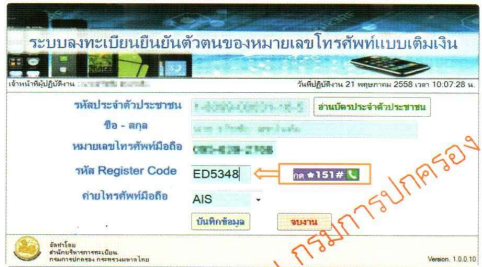 ระบบลงทะเบียนยืนยันตัวตนของหมายเลขโทรศัพท์แบบเติมเงิน
เจ้าหน้าที่ผู้ปฏิบัติงาน
วันที่ปฏิบัติงาน 21 พฤษภาคม 2558 เวลา 10.07.28 น.
รหัสประจำตัวประชาชน อ่านบัตรประจำตัวประชาชน
ชื่อ - สกุล
หมายเลขโทรศัพท์มือถือ
รหัส Register Code ED5348 กด *151#
ค่ายโทรศัพท์มือถือ AIS
บันทึกข้อมูล จบงาน
กรมการปกครอง
จัดทำโดย
สำนักบริหารการทะเบียน
กรมการปกครอง กระทรวงมหาดไทย
Version. 1.0.0.10